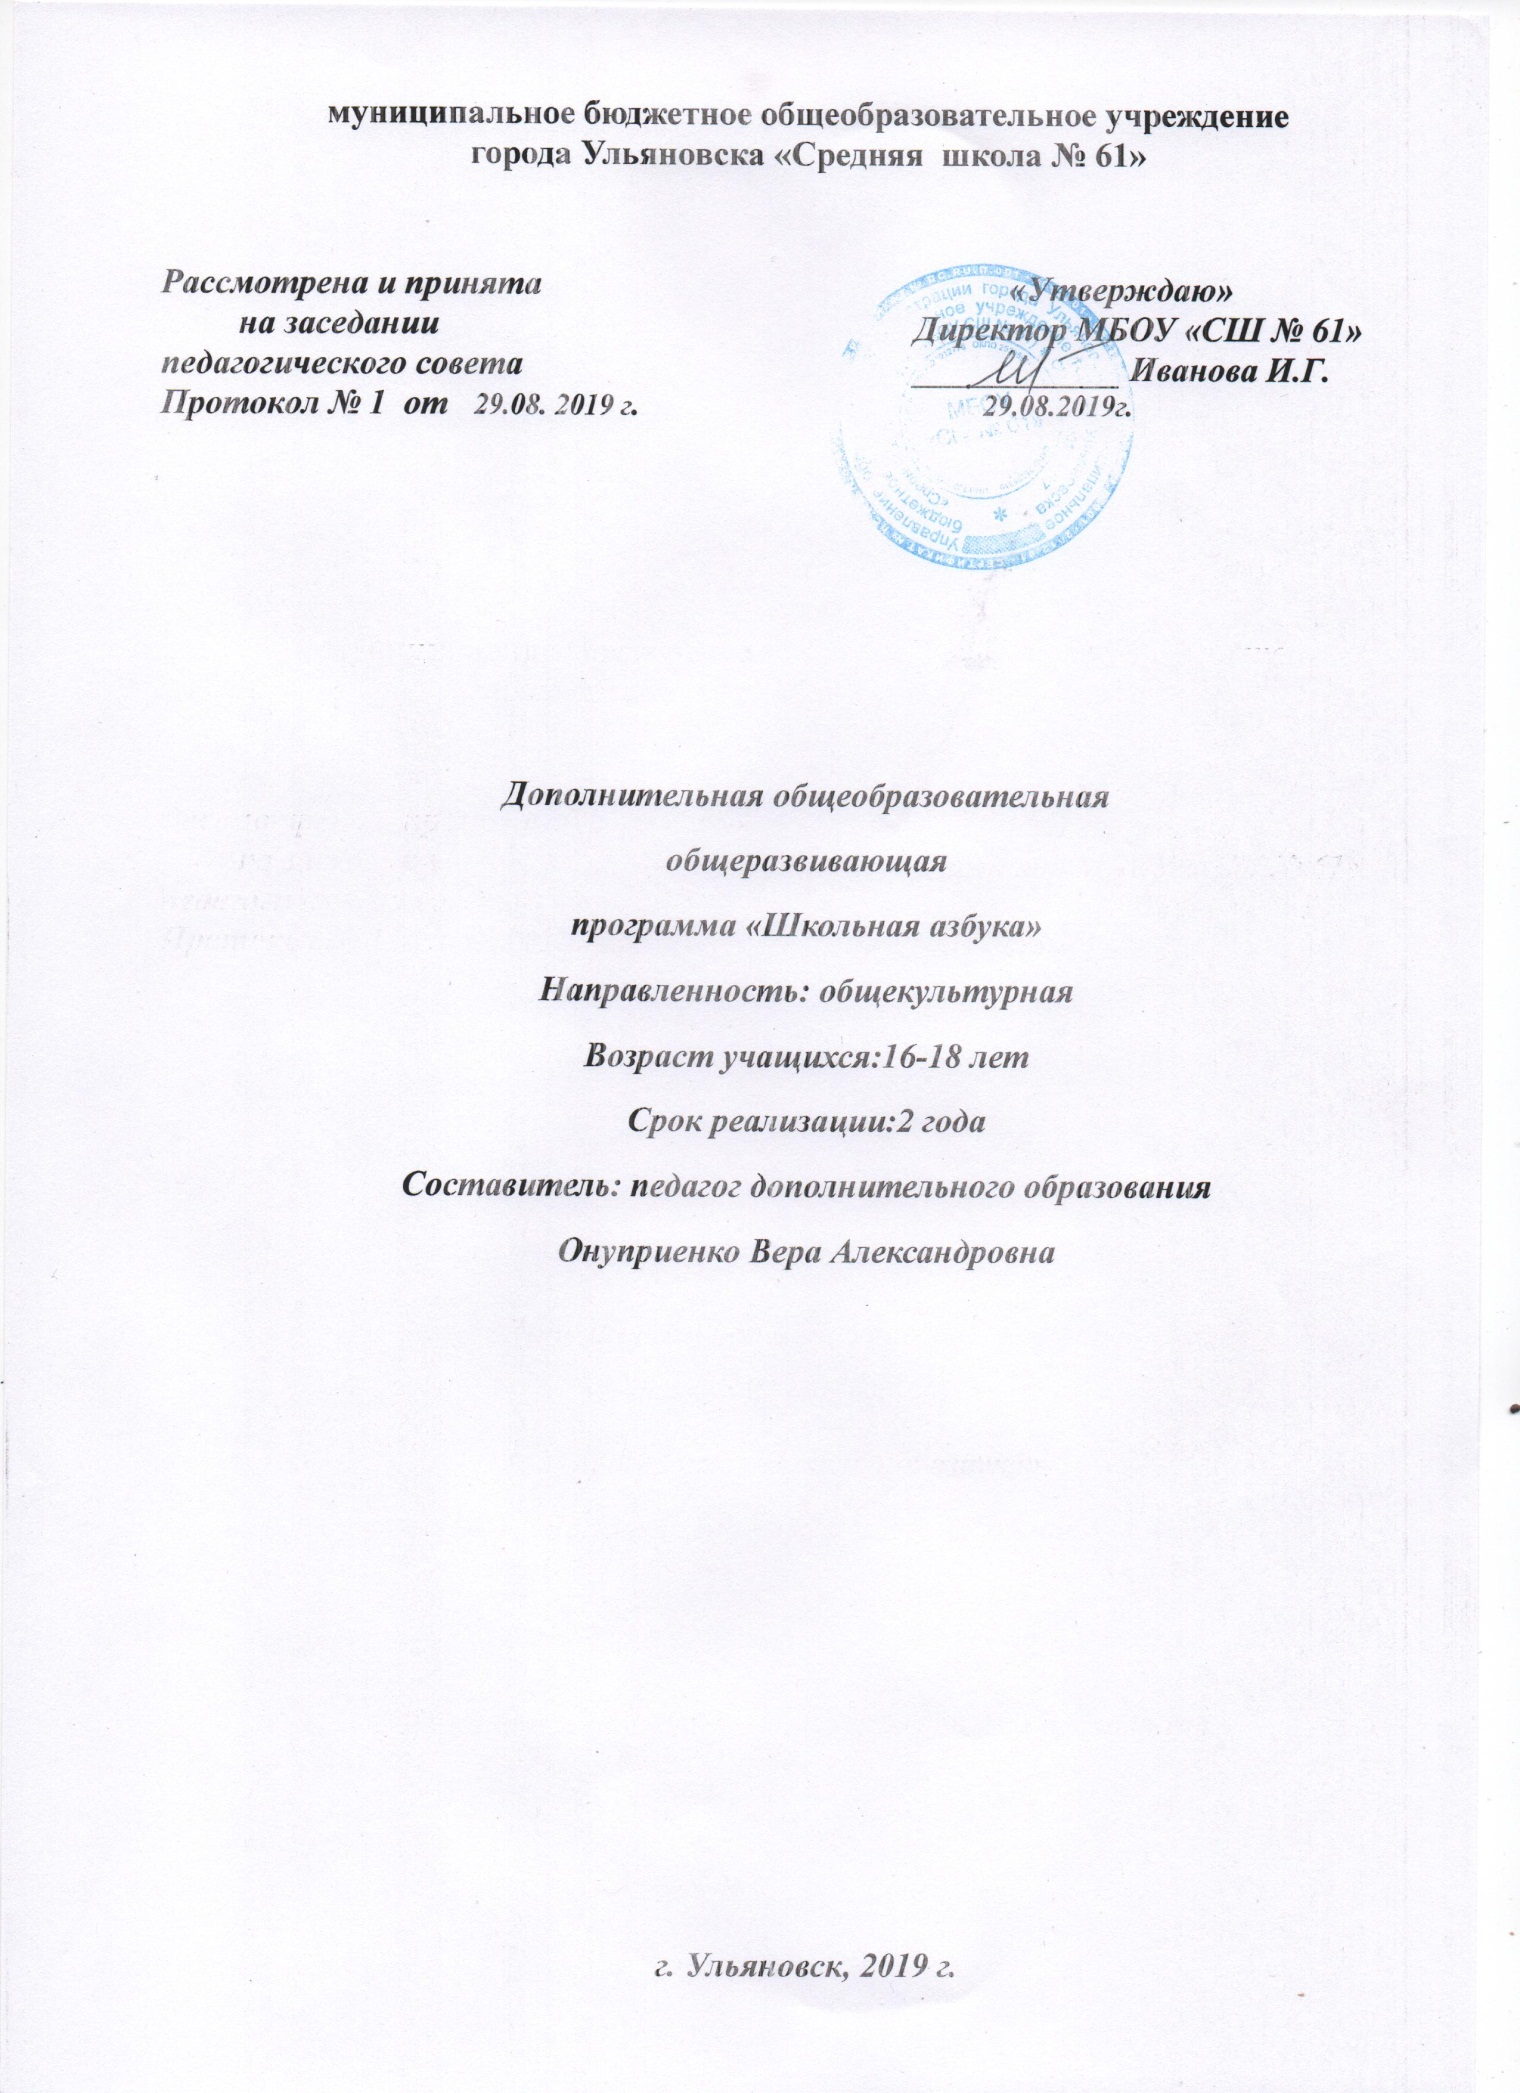 муниципальное бюджетное общеобразовательное учреждение
города Ульяновска «Средняя школа № 61»
Рассмотрена и принята
на заседании
педагогического совета
Протокол № 1 от 29.08. 2019 г.
«Утверждаю»
Директор МБОУ «СШ № 61»
Иванова И.Г.
29.08.2019г.
Дополнительная общеобразовательная
общеразвивающая
программа «Школьная азбука»
Направленность: общекультурная
Возраст учащихся:16-18 лет
Срок реализации:2 года
Составитель: педагог дополнительного образования
Онуприенко Вера Александровна
г. Ульяновск, 2019 г.